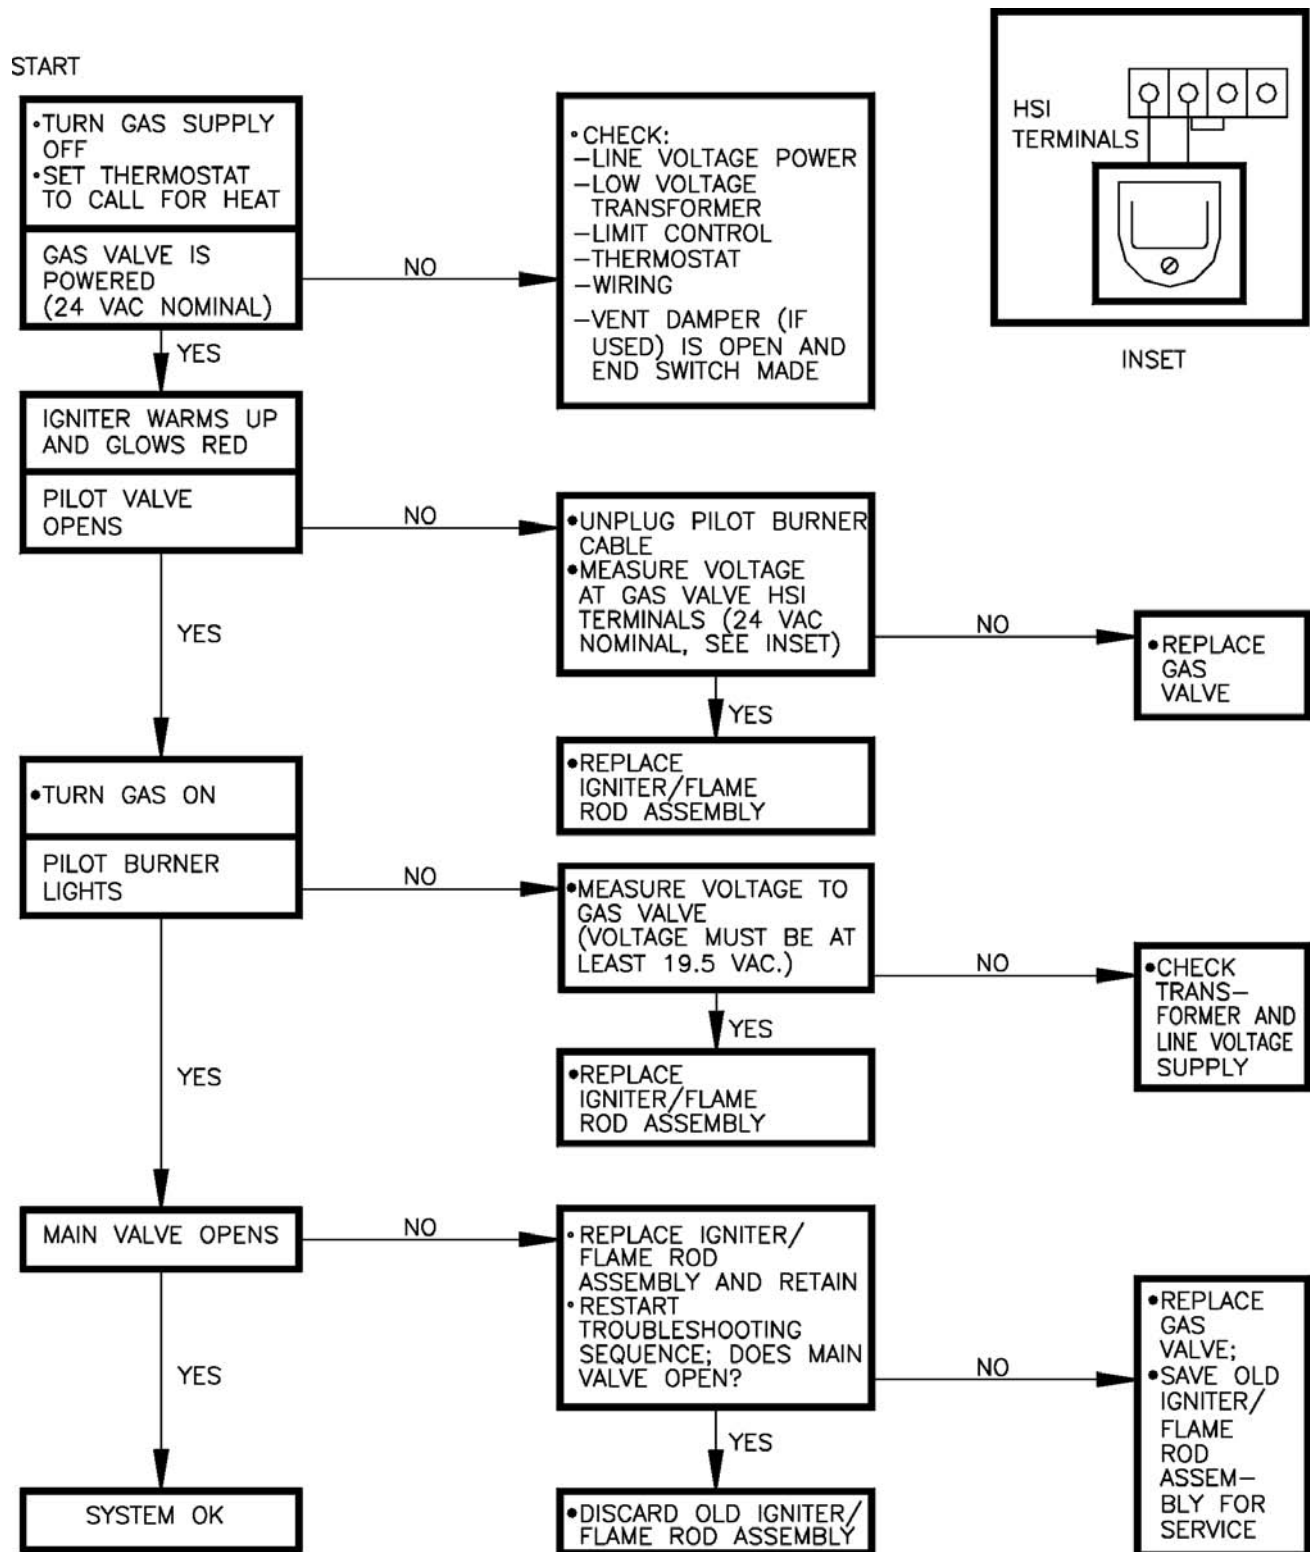 START
•TURN GAS SUPPLY
OFF
•SET THERMOSTAT
TO CALL FOR HEAT
GAS VALVE IS
POWERED
(24 VAC NOMINAL)
NO
•CHECK:
–LINE VOLTAGE POWER
–LOW VOLTAGE
TRANSFORMER
–LIMIT CONTROL
–THERMOSTAT
–WIRING
–VENT DAMPER (IF
USED) IS OPEN AND
END SWITCH MADE
HSI
TERMINALS
INSET
YES
IGNITER WARMS UP
AND GLOWS RED
PILOT VALVE
OPENS
NO
•UNPLUG PILOT BURNER
CABLE
•MEASURE VOLTAGE
AT GAS VALVE HSI
TERMINALS (24 VAC
NOMINAL, SEE INSET)
NO
•REPLACE
GAS
VALVE
YES
•REPLACE
IGNITER/FLAME
ROD ASSEMBLY
YES
•TURN GAS ON
PILOT BURNER
LIGHTS
NO
•MEASURE VOLTAGE TO
GAS VALVE
(VOLTAGE MUST BE AT
LEAST 19.5 VAC.)
NO
•CHECK
TRANS–
FORMER AND
LINE VOLTAGE
SUPPLY
YES
•REPLACE
IGNITER/FLAME
ROD ASSEMBLY
YES
MAIN VALVE OPENS
NO
•REPLACE IGNITER/
FLAME ROD
ASSEMBLY AND RETAIN
•RESTART
TROUBLESHOOTING
SEQUENCE; DOES MAIN
VALVE OPEN?
NO
•REPLACE
GAS
VALVE;
•SAVE OLD
IGNITER/
FLAME
ROD
ASSEM–
BLY FOR
SERVICE
YES
•DISCARD OLD IGNITER/
FLAME ROD ASSEMBLY
YES
SYSTEM OK